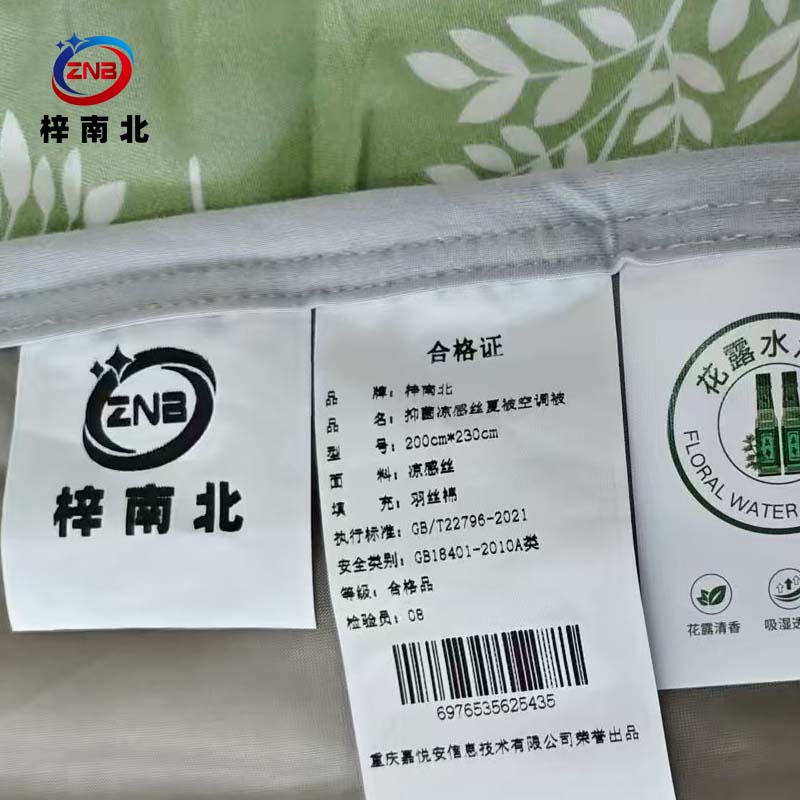 ZNB
梓南北
ZNB
梓南北
合格证
品 牌：梓南北
品 名：抑菌凉感丝夏被空调被
型 号：200cm*230cm
面 料：凉感丝
填 充：羽丝棉
执行标准：GB/T22796-2021
安全类别：GB18401-2010A类
等级：合格品
检验员：08
6976535625435
重庆嘉悦安信息技术有限公司荣誉出品
花露水
FLORAL WATER
花露清香
吸湿透